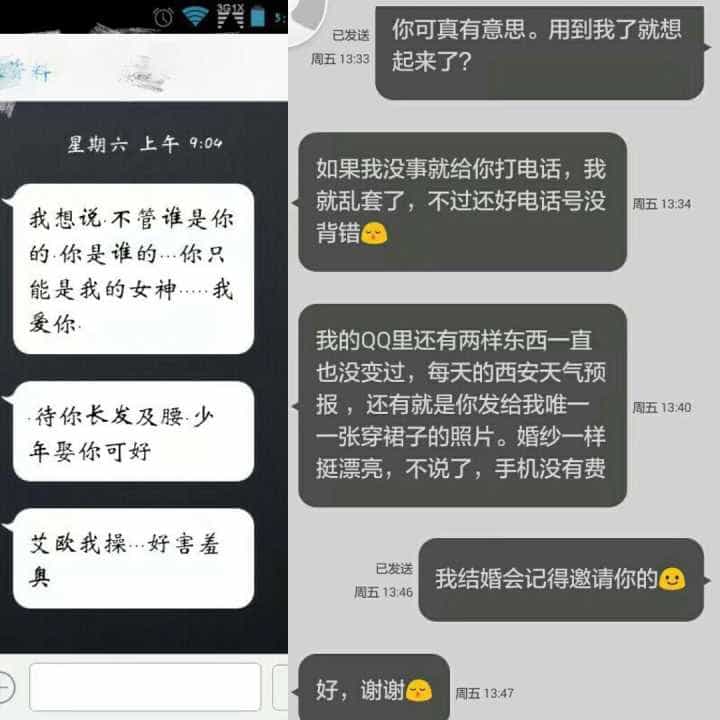 3G1X
5:
资料
星期六 上午 9:04
我想说·不管谁是你
的·你是谁的···你只
能是我的女神·····我
爱你·
·待你长发及腰·少
年娶你可好
艾欧我操···好害羞
臭
已发送
周五 13:33
你可真有意思。用到我了就想
起来了？
如果我没事就给你打电话，我
就乱套了，不过还好电话号没
背错😌
周五 13:34
我的QQ里还有两样东西一直
也没变过，每天的西安天气预
报 ，还有就是你发给我唯一
一张穿裙子的照片。婚纱一样
挺漂亮，不说了，手机没有费
周五 13:40
已发送
周五 13:46
我结婚会记得邀请你的🙂
好，谢谢😌
周五 13:47